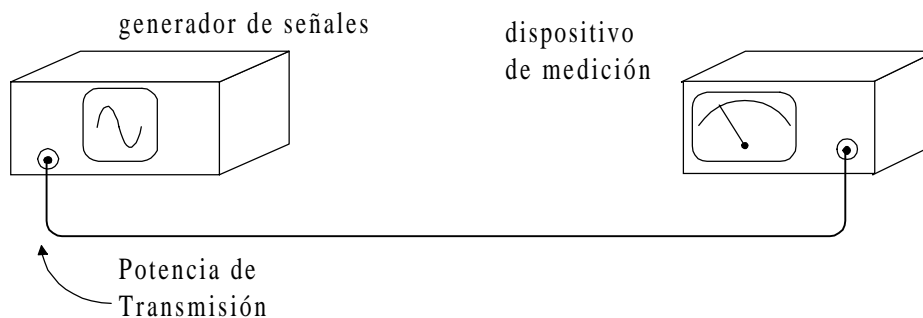 generador de señales
dispositivo
de medición
Potencia de
Transmisión